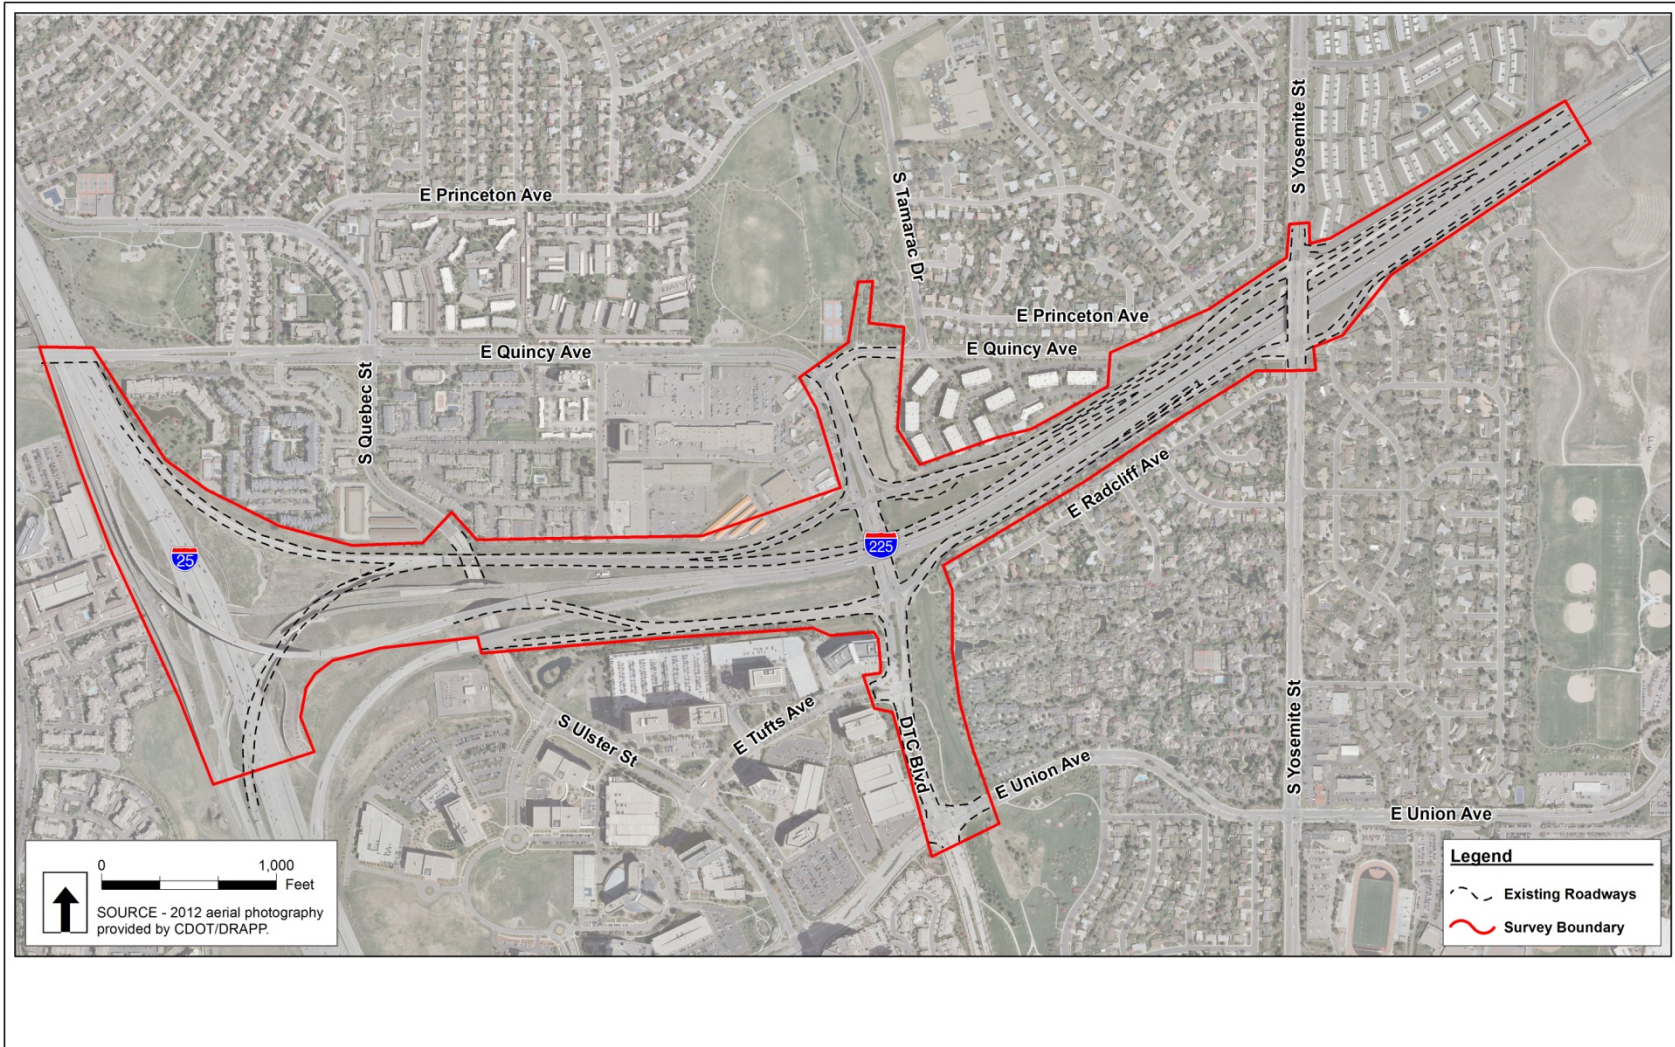 S Yosemite St
E Princeton Ave
S Tamarac Dr
E Princeton Ave
E Quincy Ave
E Quincy Ave
S Quebec St
E Radcliff Ave
25
225
S Ulster St
E Tufts Ave
DTC Blvd
E Union Ave
S Yosemite St
E Union Ave
0 1,000
Feet
SOURCE - 2012 aerial photography
provided by CDOT/DRAPP.
Legend
Existing Roadways
Survey Boundary